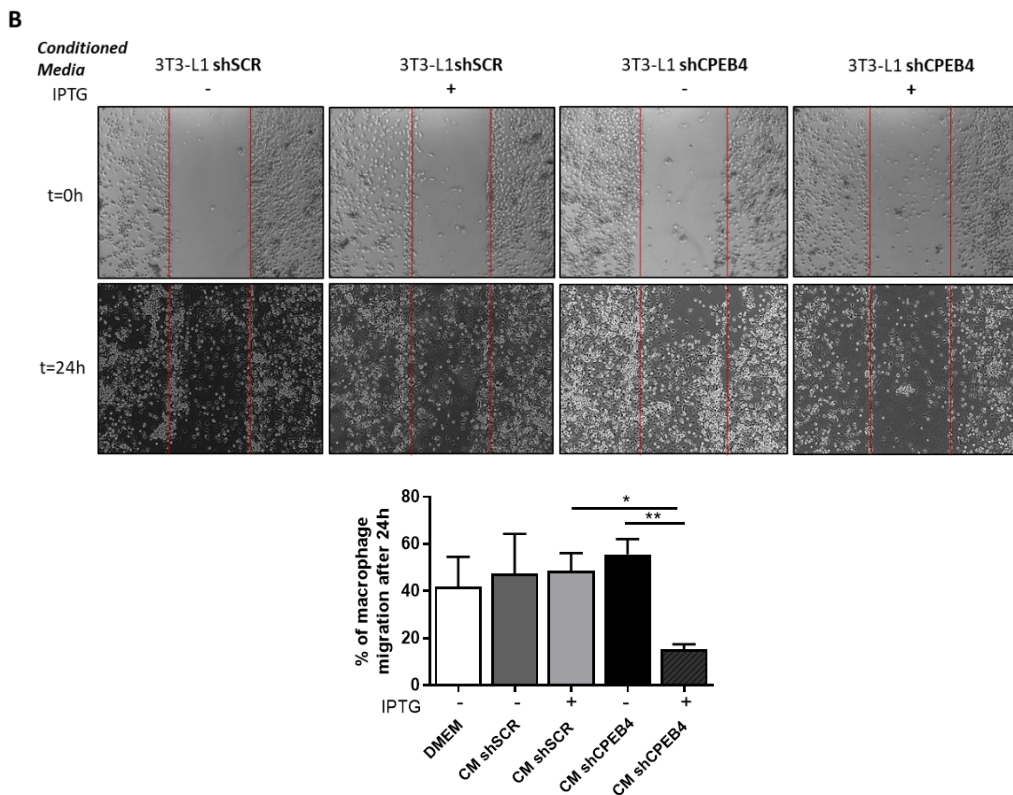 B
Conditioned
Media
3T3-L1 shSCR
3T3-L1shSCR
3T3-L1 shCPEB4
3T3-L1 shCPEB4
IPTG - + - +
t=0h
t=24h
% of macrophage
migration after 24h
80
60
40
20
0
*
**
IPTG - - + - +
DMEM
CM shSCR
CM shSCR
CM shCPEB4
CM shCPEB4